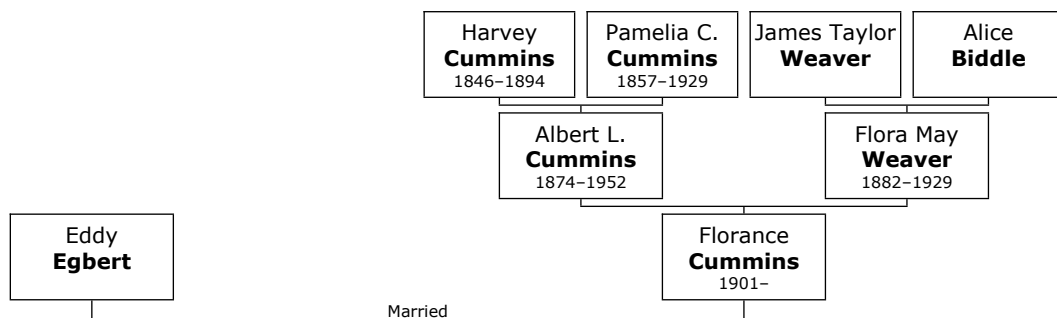 Harvey
Cummins
1846–1894
Pamelia C.
Cummins
1857–1929
James Taylor
Weaver
Alice
Biddle
Albert L.
Cummins
1874–1952
Flora May
Weaver
1882–1929
Eddy
Egbert
Florance
Cummins
1901–
Married